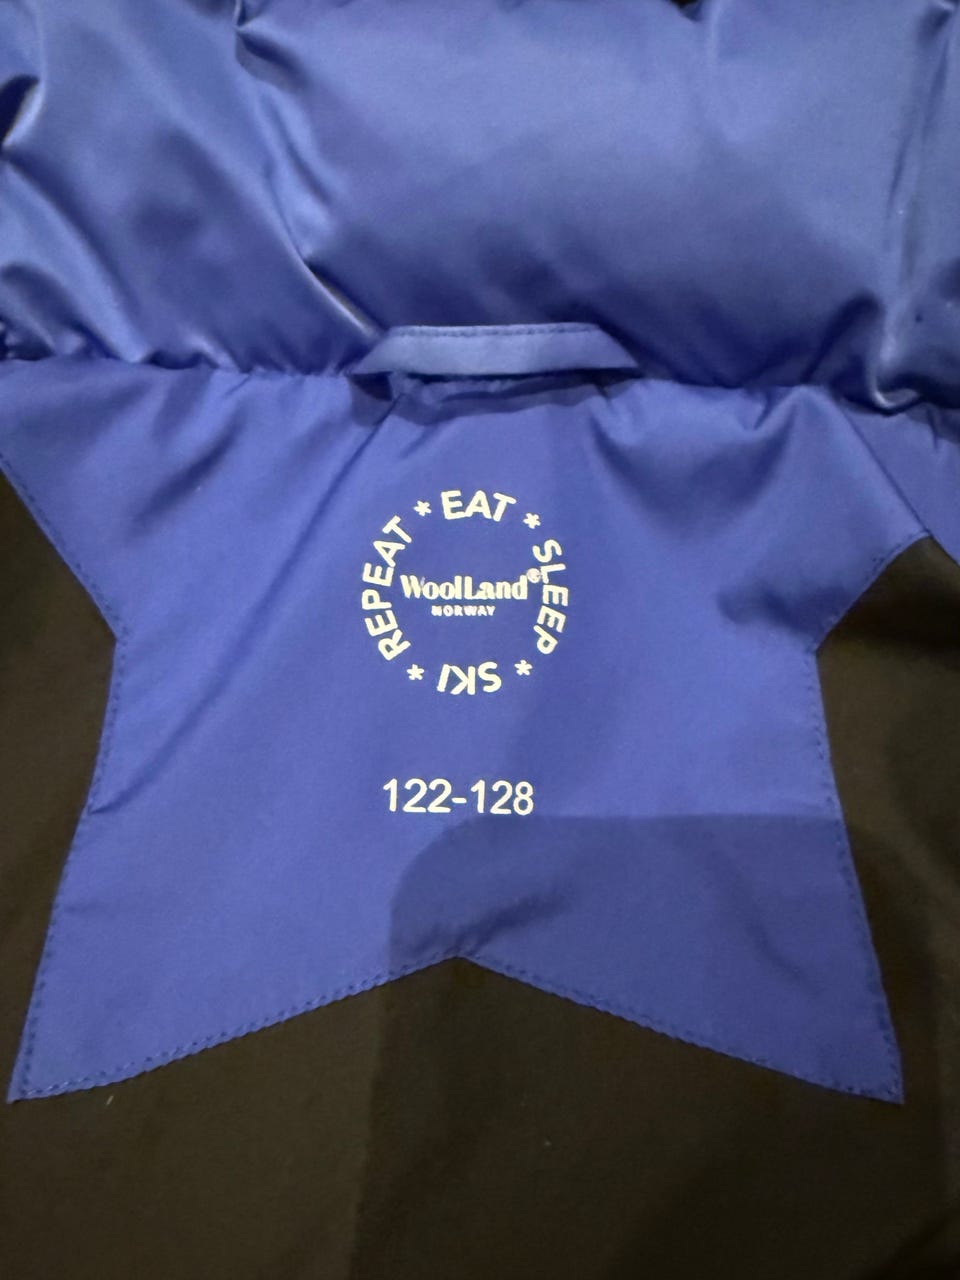 * EAT * SLEEP * SKI * REPEAT
WoolLand®
NORWAY
122-128